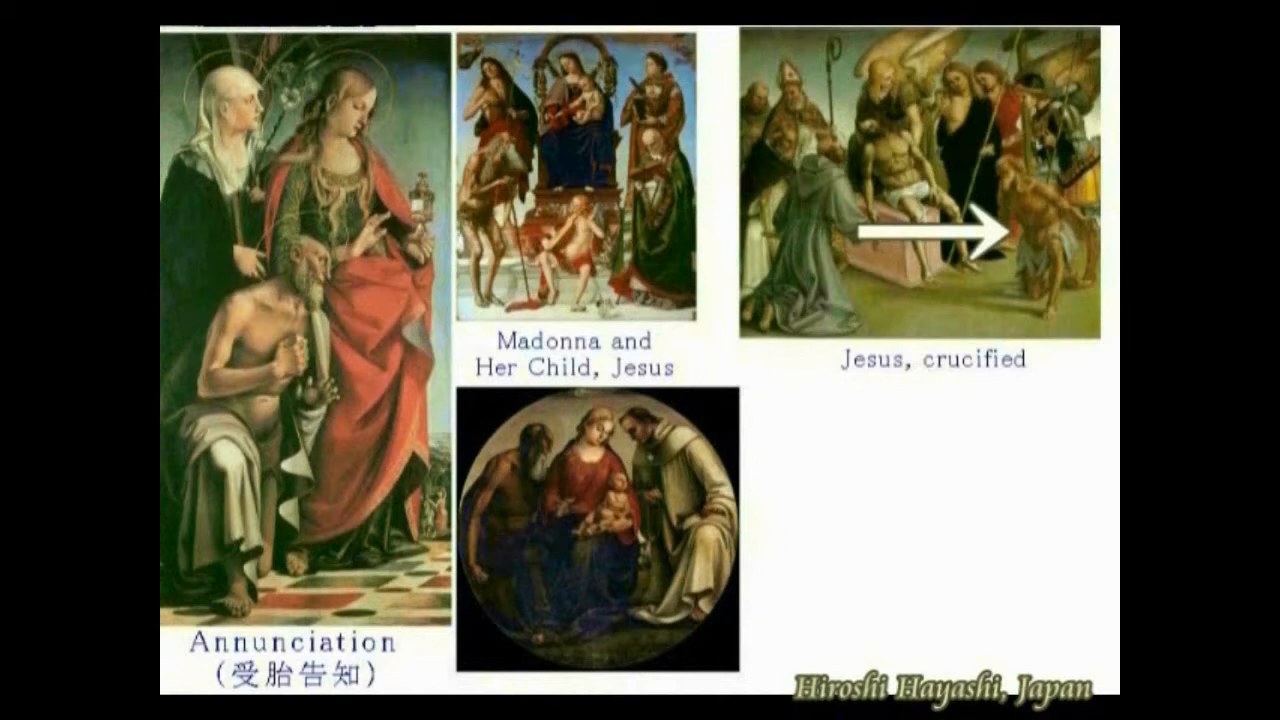 Madonna and
Her Child, Jesus
Jesus, crucified
Annunciation
(受胎告知)
Hiroshi Hayashi, Japan